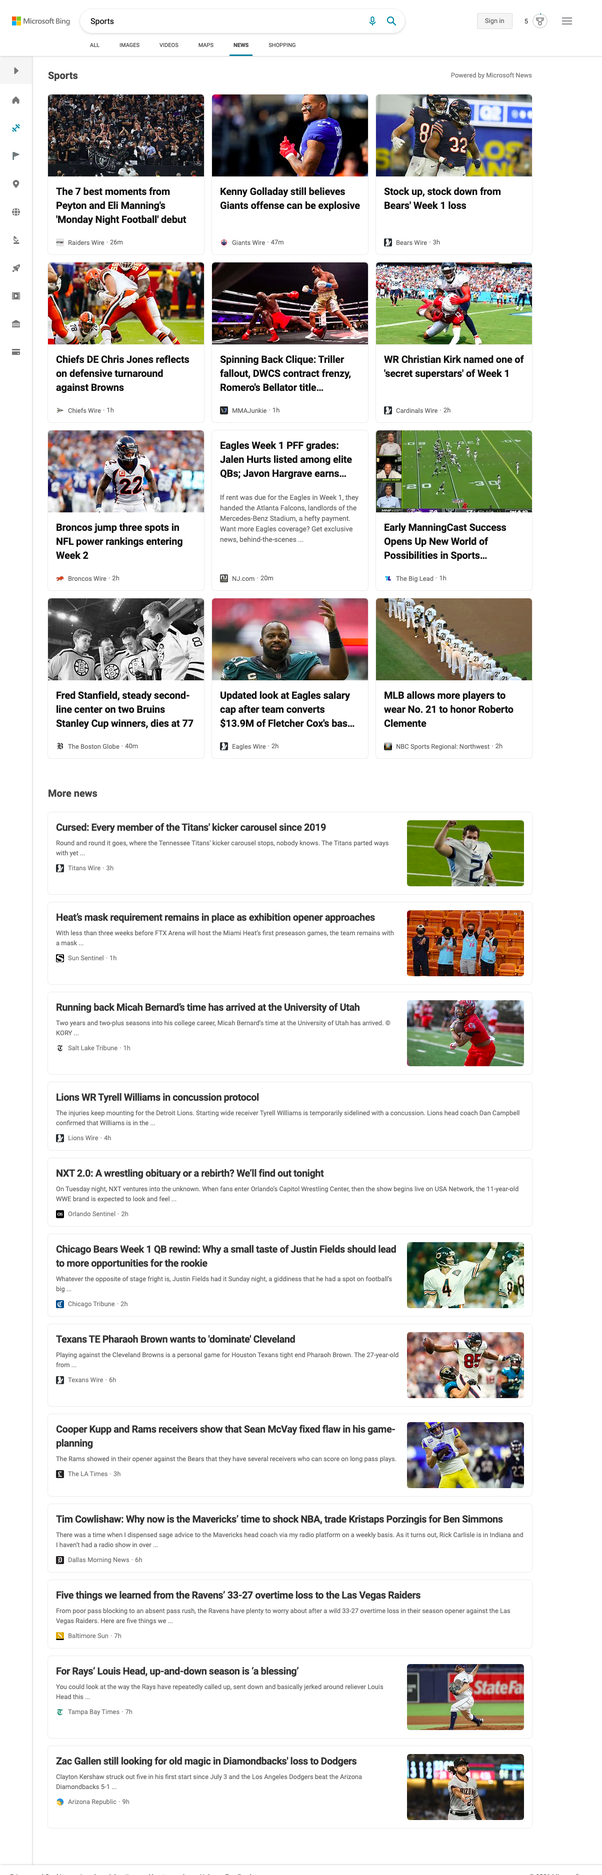 Microsoft Bing
Sports
Sign in
5
ALL
IMAGES
VIDEOS
MAPS
NEWS
SHOPPING
Sports
Powered by Microsoft News
The 7 best moments from
Peyton and Eli Manning's
'Monday Night Football' debut
Raiders Wire · 26m
Kenny Golladay still believes
Giants offense can be explosive
Giants Wire · 47m
Stock up, stock down from
Bears' Week 1 loss
Bears Wire · 3h
Chiefs DE Chris Jones reflects
on defensive turnaround
against Browns
Chiefs Wire · 1h
Spinning Back Clique: Triller
fallout, DWCS contract frenzy,
Romero's Bellator title...
MMAJunkie · 1h
WR Christian Kirk named one of
'secret superstars' of Week 1
Cardinals Wire · 2h
Broncos jump three spots in
NFL power rankings entering
Week 2
Broncos Wire · 2h
Eagles Week 1 PFF grades:
Jalen Hurts listed among elite
QBs; Javon Hargrave earns...
If rent was due for the Eagles in Week 1, they
handed the Atlanta Falcons, landlords of the
Mercedes-Benz Stadium, a hefty payment.
Want more Eagles coverage? Get exclusive
news, behind-the-scenes ...
NJ.com · 20m
Early ManningCast Success
Opens Up New World of
Possibilities in Sports...
The Big Lead · 1h
Fred Stanfield, steady second-
line center on two Bruins
Stanley Cup winners, dies at 77
The Boston Globe · 40m
Updated look at Eagles salary
cap after team converts
$13.9M of Fletcher Cox's bas...
Eagles Wire · 2h
MLB allows more players to
wear No. 21 to honor Roberto
Clemente
NBC Sports Regional: Northwest · 2h
More news
Cursed: Every member of the Titans' kicker carousel since 2019
Round and round it goes, where the Tennessee Titans' kicker carousel stops, nobody knows. The Titans parted ways
with yet ...
Titans Wire · 3h
Heat's mask requirement remains in place as exhibition opener approaches
With less than three weeks before FTX Arena will host the Miami Heat's first preseason games, the team remains with
a mask ...
Sun Sentinel · 1h
Running back Micah Bernard's time has arrived at the University of Utah
Two years and two-plus seasons into his college career, Micah Bernard's time at the University of Utah has arrived. ©
KORY ...
Salt Lake Tribune · 1h
Lions WR Tyrell Williams in concussion protocol
The injuries keep mounting for the Detroit Lions. Starting wide receiver Tyrell Williams is temporarily sidelined with a concussion. Lions head coach Dan Campbell
confirmed that Williams is in the ...
Lions Wire · 4h
NXT 2.0: A wrestling obituary or a rebirth? We'll find out tonight
On Tuesday night, NXT ventures into the unknown. When fans enter Orlando's Capitol Wrestling Center, then the show begins live on USA Network, the 11-year-old
WWE brand is expected to look and feel ...
Orlando Sentinel · 2h
Chicago Bears Week 1 QB rewind: Why a small taste of Justin Fields should lead
to more opportunities for the rookie
Whatever the opposite of stage fright is, Justin Fields had it Sunday night, a giddiness that he had a spot on football's
big ...
Chicago Tribune · 2h
Texans TE Pharaoh Brown wants to 'dominate' Cleveland
Playing against the Cleveland Browns is a personal game for Houston Texans tight end Pharaoh Brown. The 27-year-old
from ...
Texans Wire · 6h
Cooper Kupp and Rams receivers show that Sean McVay fixed flaw in his game-
planning
The Rams showed in their opener against the Bears that they have several receivers who can score on long pass plays.
The LA Times · 3h
Tim Cowlishaw: Why now is the Mavericks' time to shock NBA, trade Kristaps Porzingis for Ben Simmons
There was a time when I dispensed sage advice to the Mavericks head coach via my radio platform on a weekly basis. As it turns out, Rick Carlisle is in Indiana and
I haven't had a radio show in over ...
Dallas Morning News · 6h
Five things we learned from the Ravens' 33-27 overtime loss to the Las Vegas Raiders
From poor pass blocking to an absent pass rush, the Ravens have plenty to worry about after a wild 33-27 overtime loss in their season opener against the Las
Vegas Raiders. Here are five things we ...
Baltimore Sun · 7h
For Rays' Louis Head, up-and-down season is 'a blessing'
You could look at the way the Rays have repeatedly called up, sent down and basically jerked around reliever Louis
Head this ...
Tampa Bay Times · 7h
Zac Gallen still looking for old magic in Diamondbacks' loss to Dodgers
Clayton Kershaw struck out five in his first start since July 3 and the Los Angeles Dodgers beat the Arizona
Diamondbacks 5-1 ...
Arizona Republic · 9h